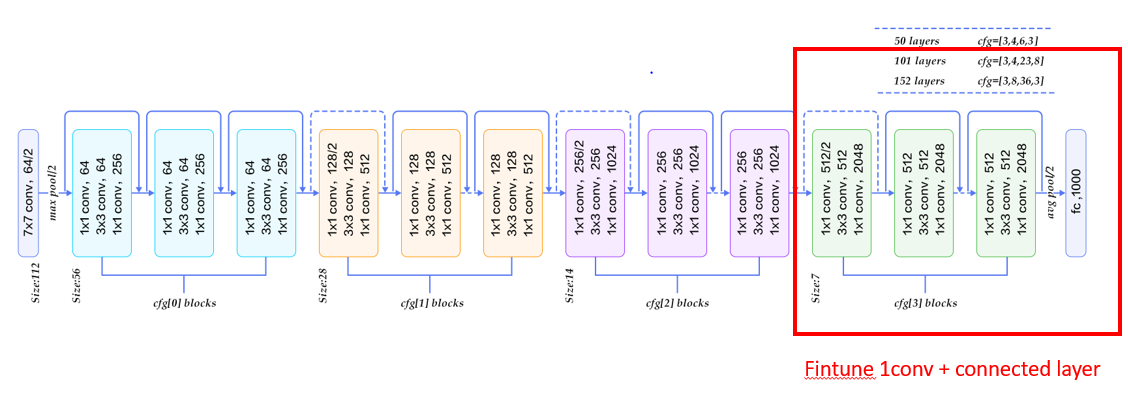 50 layers cfg=[3,4,6,3]
101 layers cfg=[3,4,23,8]
152 layers cfg=[3,8,36,3]
7x7 conv, 64/2
max pool/2
1x1 conv, 64
3x3 conv, 64
1x1 conv, 256
1x1 conv, 64
3x3 conv, 64
1x1 conv, 256
1x1 conv, 64
3x3 conv, 64
1x1 conv, 256
1x1 conv, 128/2
3x3 conv, 128
1x1 conv, 512
1x1 conv, 128
3x3 conv, 128
1x1 conv, 512
1x1 conv, 128
3x3 conv, 128
1x1 conv, 512
1x1 conv, 256/2
3x3 conv, 256
1x1 conv, 1024
1x1 conv, 256
3x3 conv, 256
1x1 conv, 1024
1x1 conv, 256
3x3 conv, 256
1x1 conv, 1024
1x1 conv, 512/2
3x3 conv, 512
1x1 conv, 2048
1x1 conv, 512
3x3 conv, 512
1x1 conv, 2048
1x1 conv, 512
3x3 conv, 512
1x1 conv, 2048
avg pool/2
fc ,1000
Size:112
Size:56
cfg[0] blocks
Size:28
cfg[1] blocks
Size:14
cfg[2] blocks
Size:7
cfg[3] blocks
Fintune 1conv + connected layer